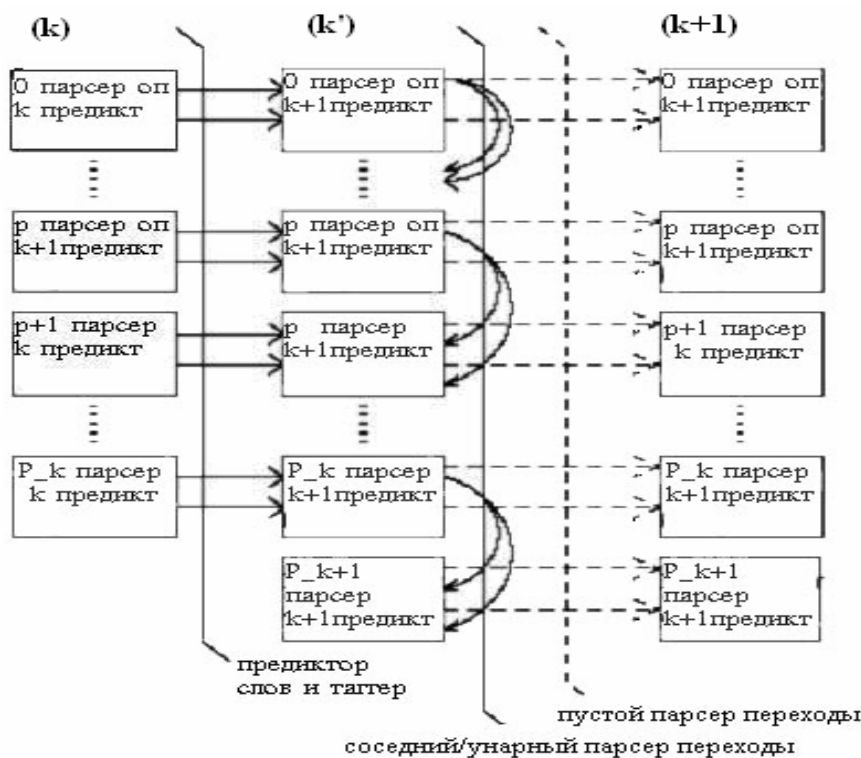 (k)
(k')
(k+1)
0 парсер оп
k предикт
0 парсер оп
k+1предикт
0 парсер оп
k+1предикт
p парсер оп
k+1предикт
p парсер оп
k+1предикт
p парсер оп
k+1предикт
p+1 парсер
k предикт
p парсер
k+1предикт
p+1 парсер
k предикт
P_k парсер
k предикт
P_k парсер
k+1предикт
P_k парсер
k+1предикт
P_k+1
парсер
k+1предикт
P_k+1
парсер
k+1предикт
предиктор
слов и таггер
пустой парсер переходы
соседний/унарный парсер переходы